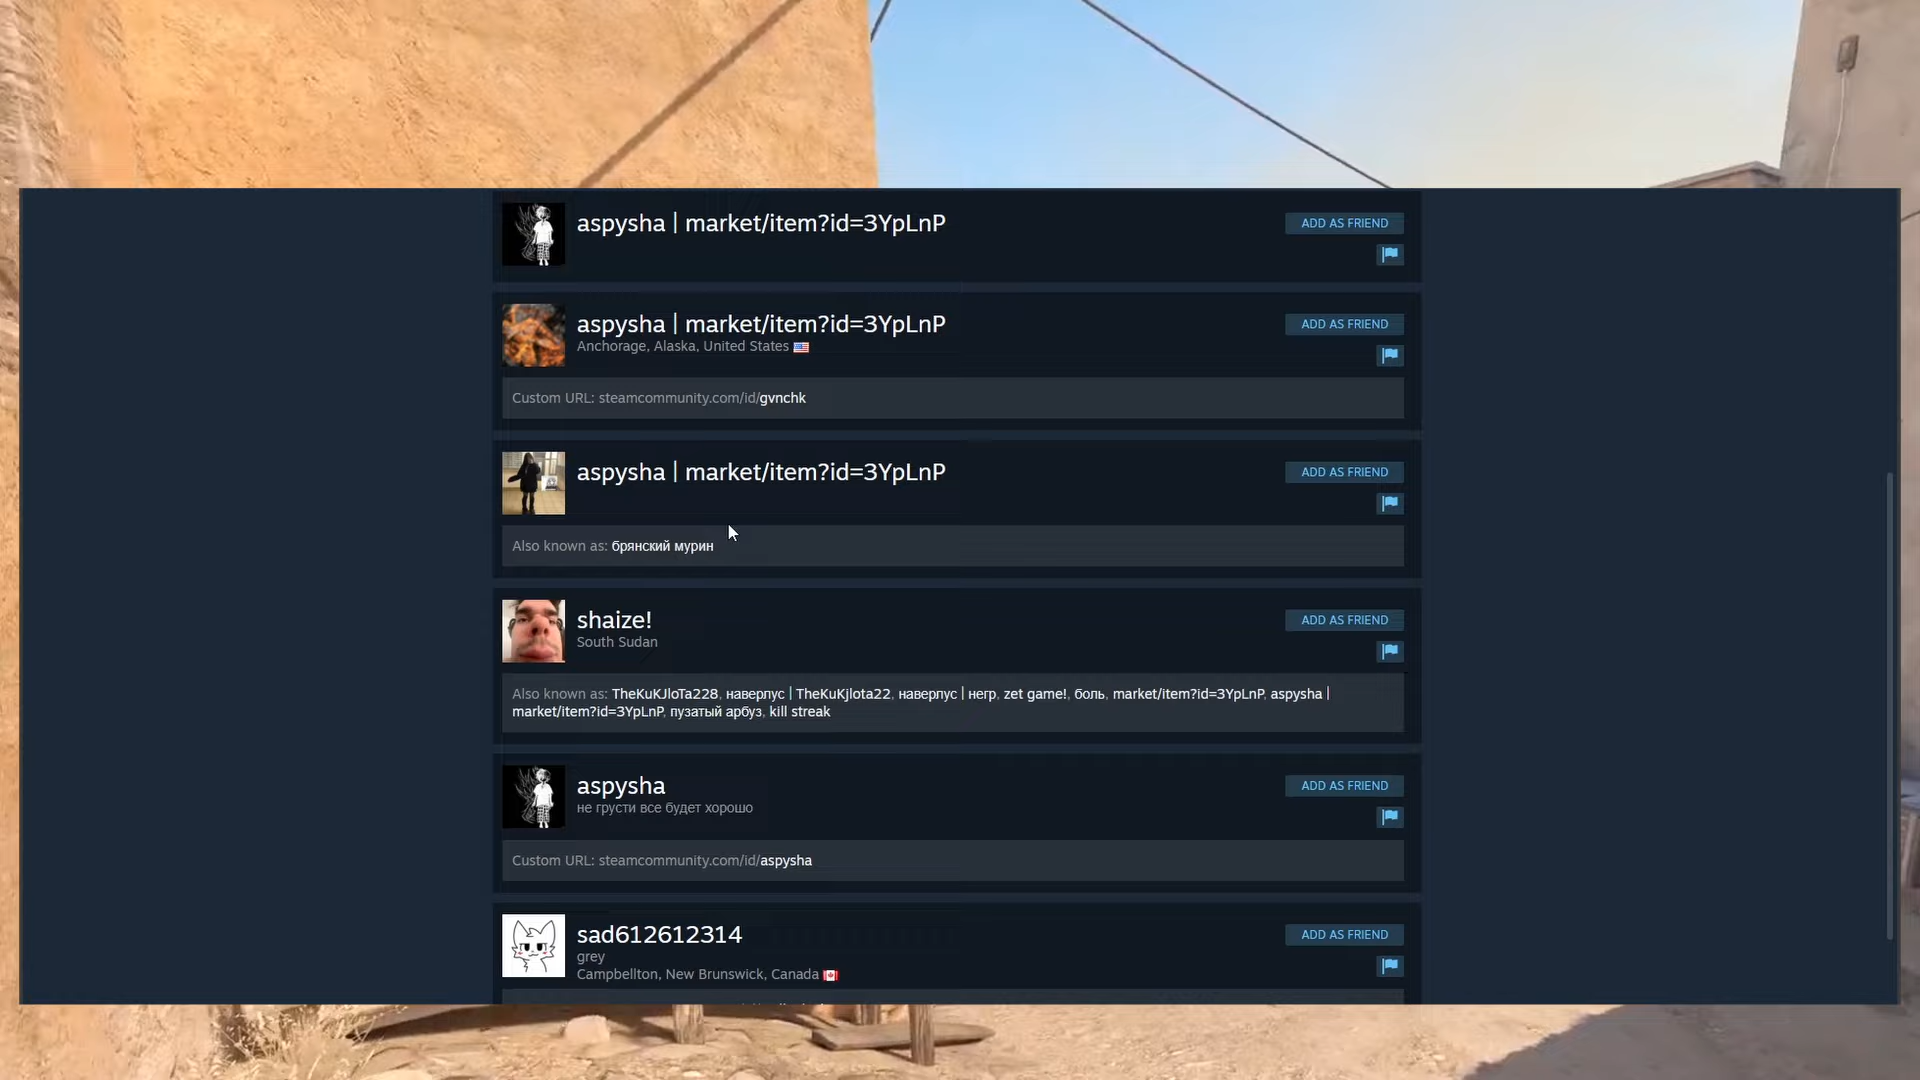 aspysha | market/item?id=3YpLnP
ADD AS FRIEND
aspysha | market/item?id=3YpLnP
Anchorage, Alaska, United States
ADD AS FRIEND
Custom URL: steamcommunity.com/id/gvnchk
aspysha | market/item?id=3YpLnP
ADD AS FRIEND
Also known as: брянский мурин
shaize!
South Sudan
ADD AS FRIEND
Also known as: TheKuKJloTa228, наверпус | TheKuKjlota22, наверпус | негр, zet game!, боль, market/item?id=3YpLnP, aspysha |
market/item?id=3YpLnP, пузатый арбуз, kill streak
aspysha
не грусти все будет хорошо
ADD AS FRIEND
Custom URL: steamcommunity.com/id/aspysha
sad612612314
grey
Campbellton, New Brunswick, Canada
ADD AS FRIEND